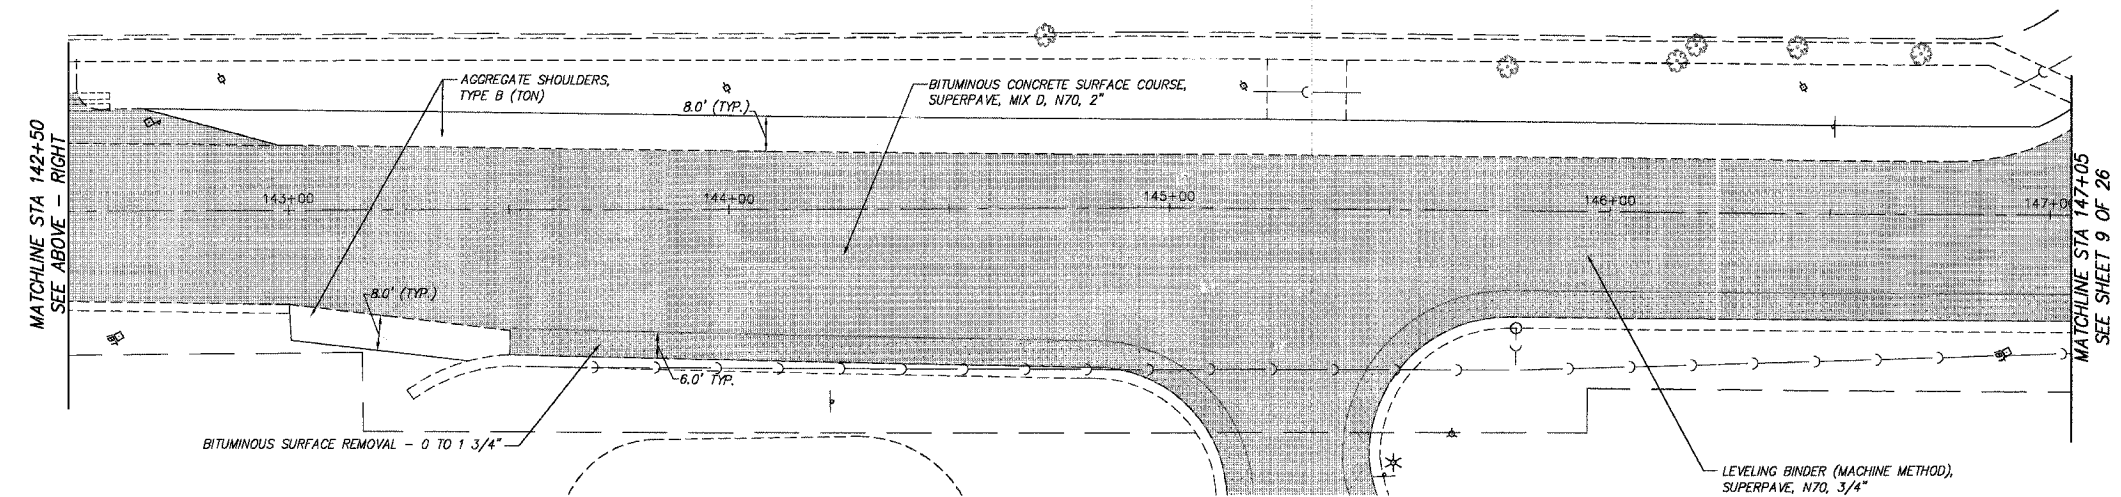 MATCHLINE STA 142+50
SEE ABOVE - RIGHT
AGGREGATE SHOULDERS,
TYPE B (TON)
8.0' (TYP.)
BITUMINOUS CONCRETE SURFACE COURSE,
SUPERPAVE, MIX D, N70, 2"
143+00
144+00
145+00
146+00
147+00
8.0' (TYP.)
6.0' TYP.
BITUMINOUS SURFACE REMOVAL - 0 TO 1 3/4"
LEVELING BINDER (MACHINE METHOD),
SUPERPAVE, N70, 3/4"
MATCHLINE STA 147+05
SEE SHEET 9 OF 26